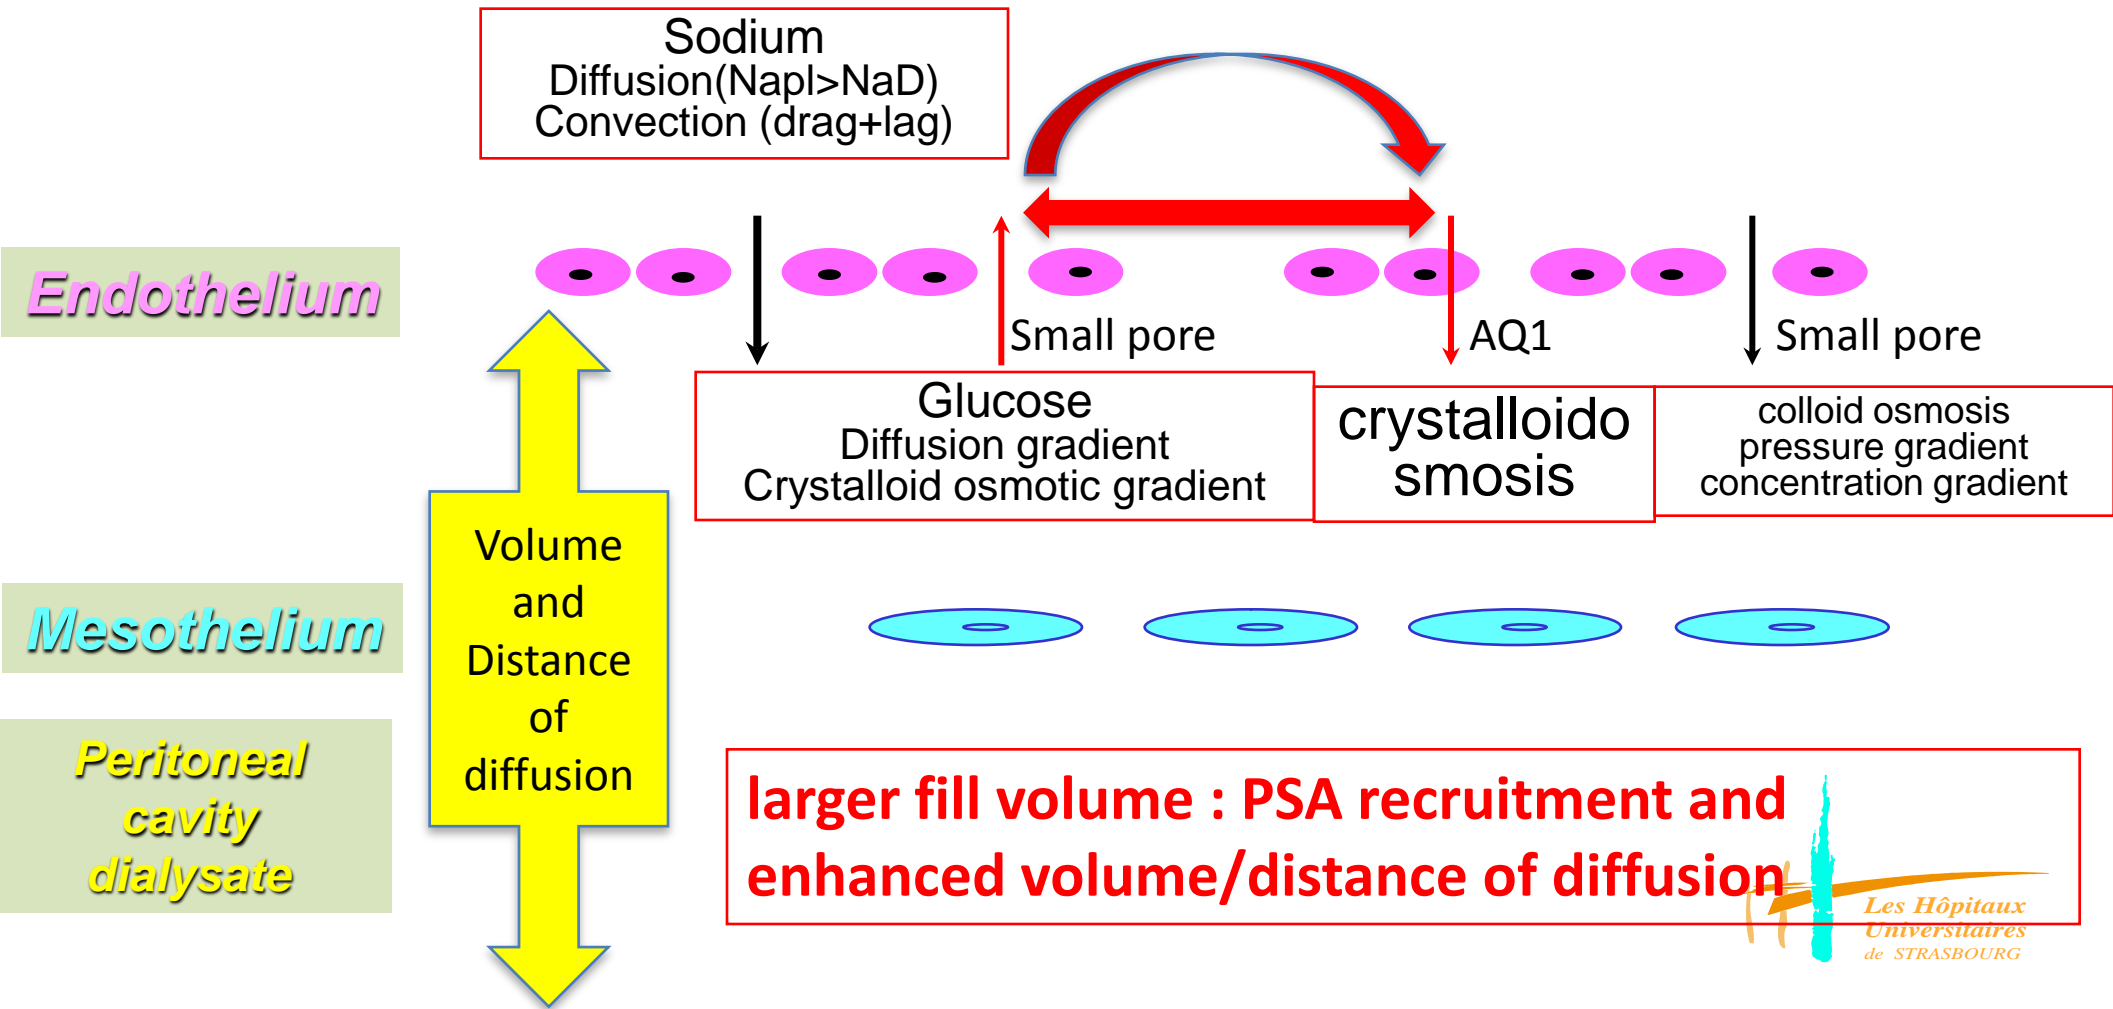 Sodium
Diffusion(Napl>NaD)
Convection (drag+lag)
Endothelium
Small pore
AQ1
Small pore
Glucose
Diffusion gradient
Crystalloid osmotic gradient
crystalloido
smosis
colloid osmosis
pressure gradient
concentration gradient
Volume
and
Distance
of
diffusion
Mesothelium
Peritoneal
cavity
dialysate
larger fill volume : PSA recruitment and
enhanced volume/distance of diffusion
Les Hôpitaux
Universitaires
de STRASBOURG